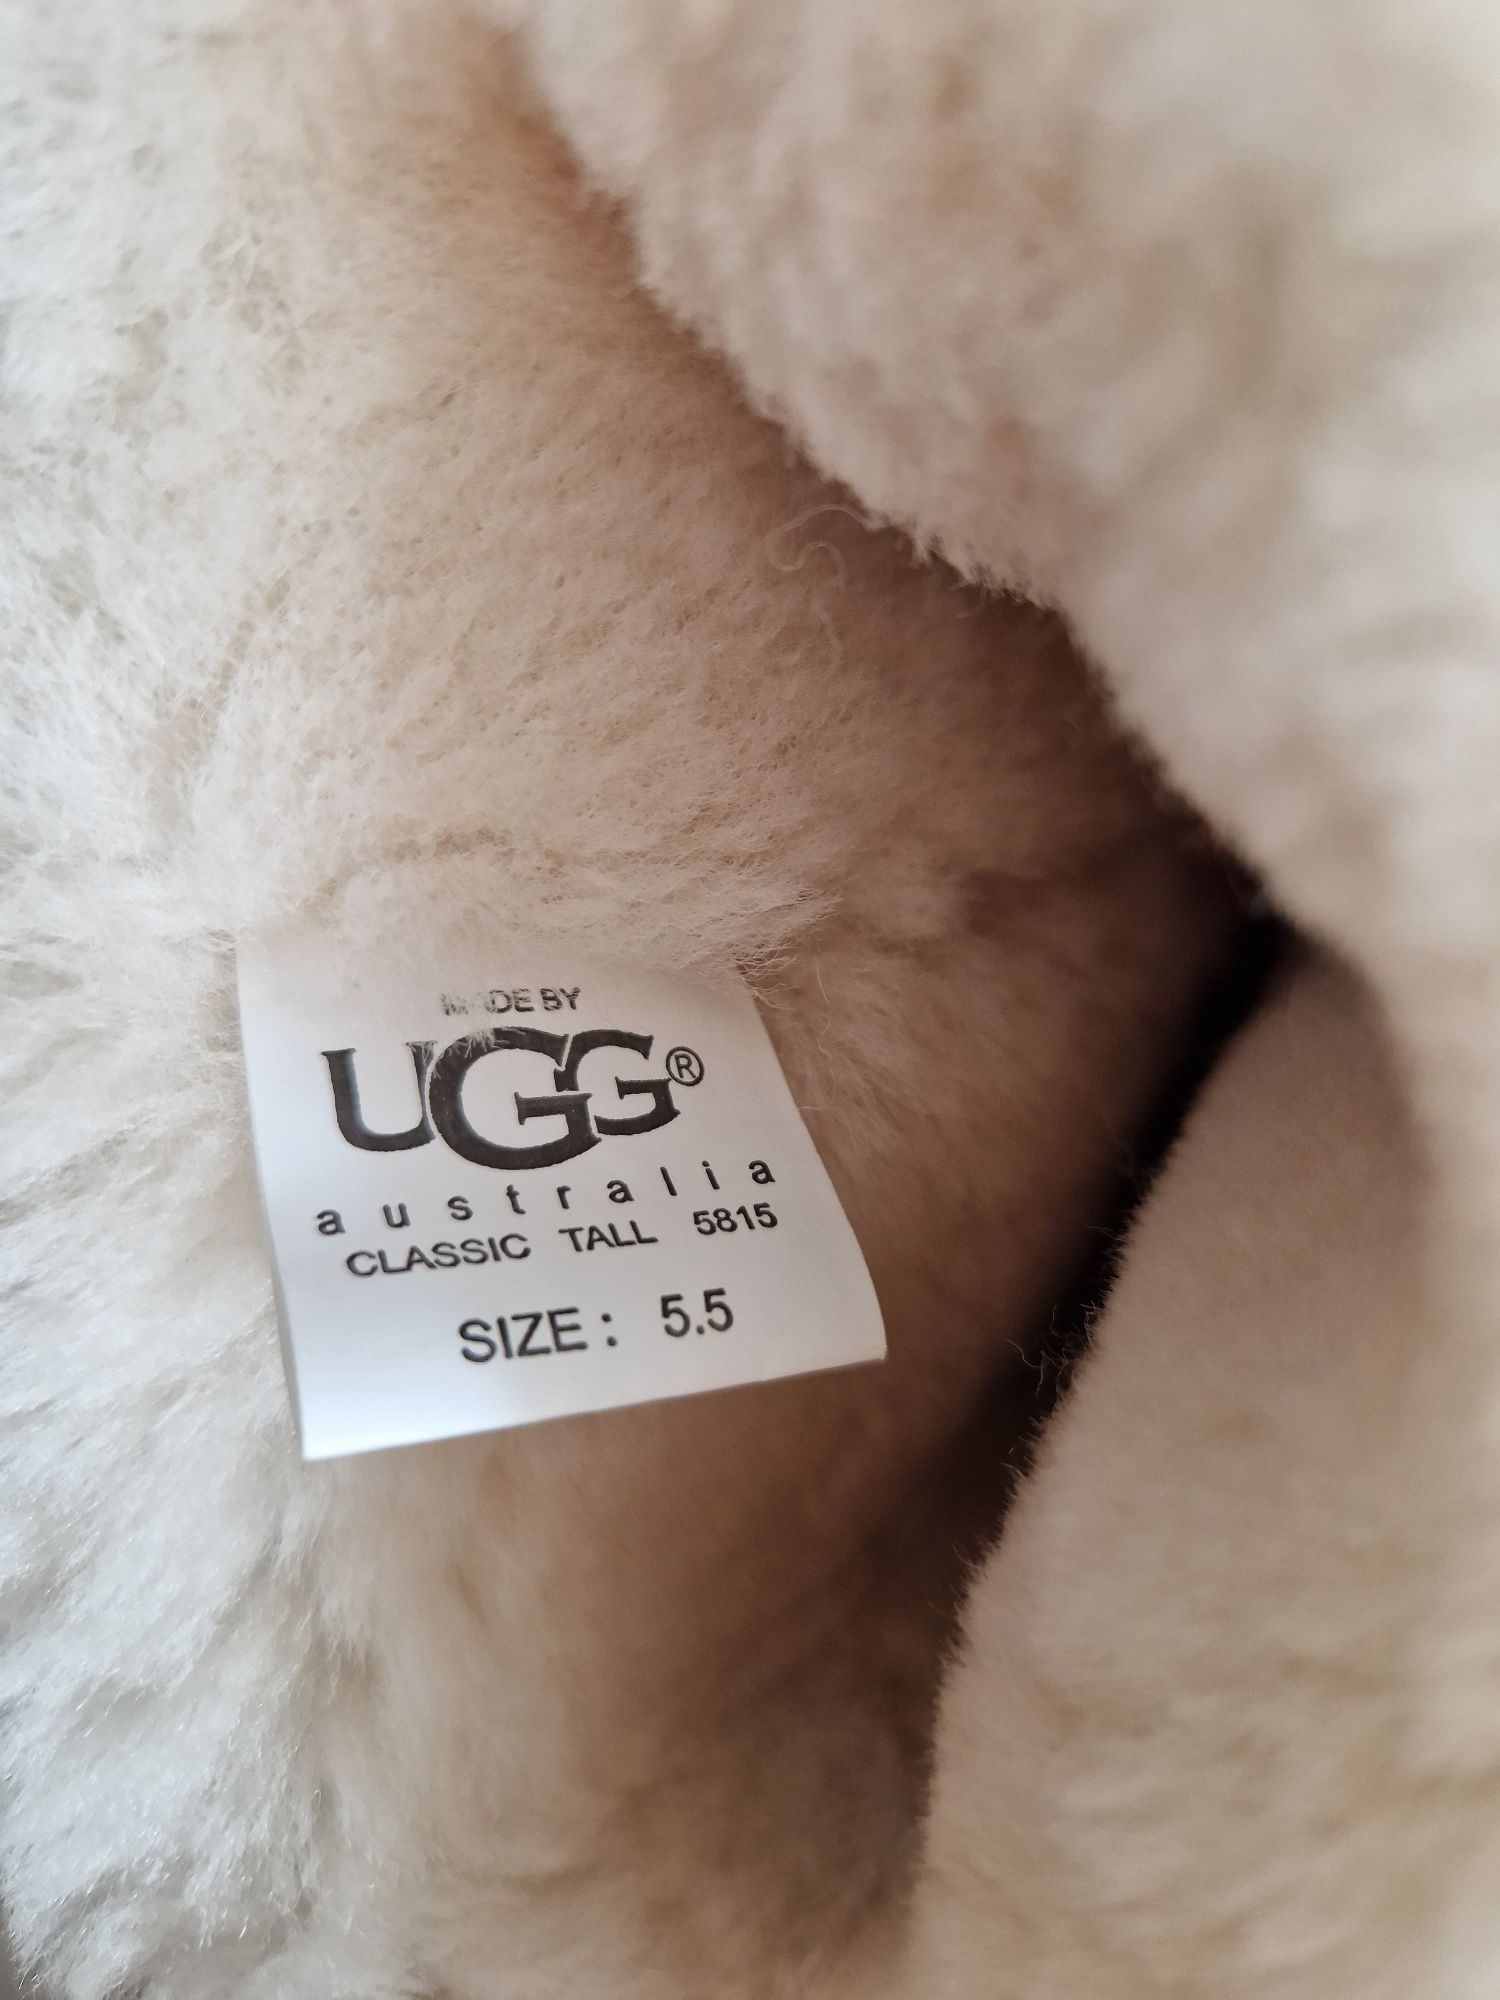 MADE BY
UGG®
australia
CLASSIC TALL 5815
SIZE: 5.5